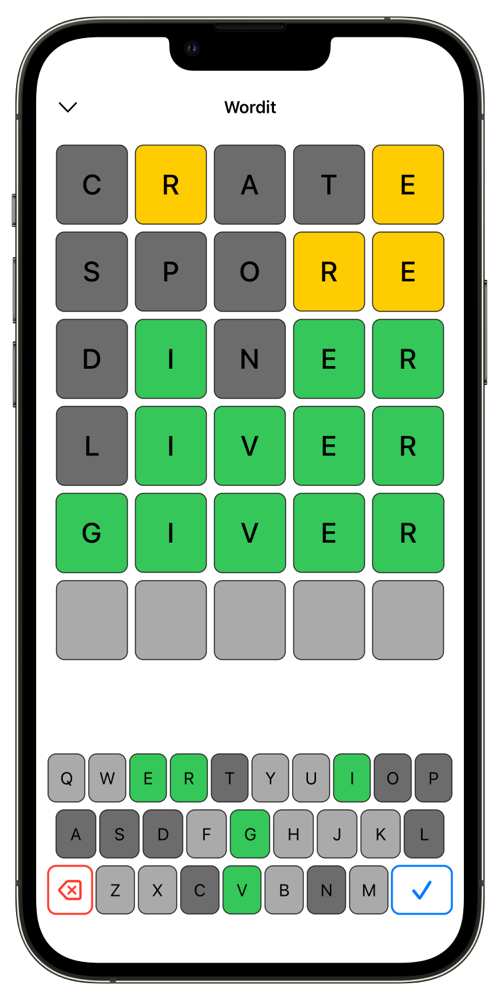 Wordit
C R A T E
S P O R E
D I N E R
L I V E R
G I V E R
Q W E R T Y U I O P
A S D F G H J K L
Z X C V B N M